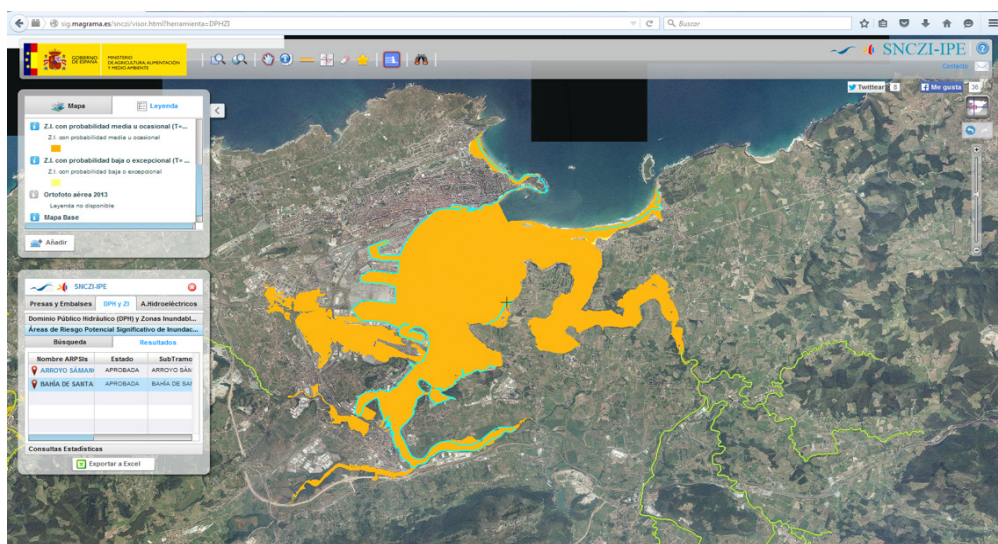 sig.magrama.es/snczi/visor.html?herramienta=DPHZI
Buscar
GOBIERNO DE ESPAÑA
MINISTERIO DE AGRICULTURA, ALIMENTACIÓN Y MEDIO AMBIENTE
SNCZI-IPE
Contacto
Twittear 8
Me gusta 36
Mapa
Leyenda
Z.I. con probabilidad media u ocasional (T=...
Z.I. con probabilidad media u ocasional
Z.I. con probabilidad baja o excepcional (T= ...
Z.I. con probabilidad baja o excepcional
Ortofoto aérea 2013
Leyenda no disponible
Mapa Base
Añadir
SNCZI-IPE
Presas y Embalses
DPH y ZI
A.Hidroeléctricos
Dominio Público Hidráulico (DPH) y Zonas Inundabl...
Áreas de Riesgo Potencial Significativo de Inundac...
Búsqueda
Resultados
Nombre ARPSIs Estado SubTramo
ARROYO SÁMANO APROBADA ARROYO SÁM
BAHÍA DE SANTA APROBADA BAHÍA DE SAN
Consultas Estadísticas
Exportar a Excel